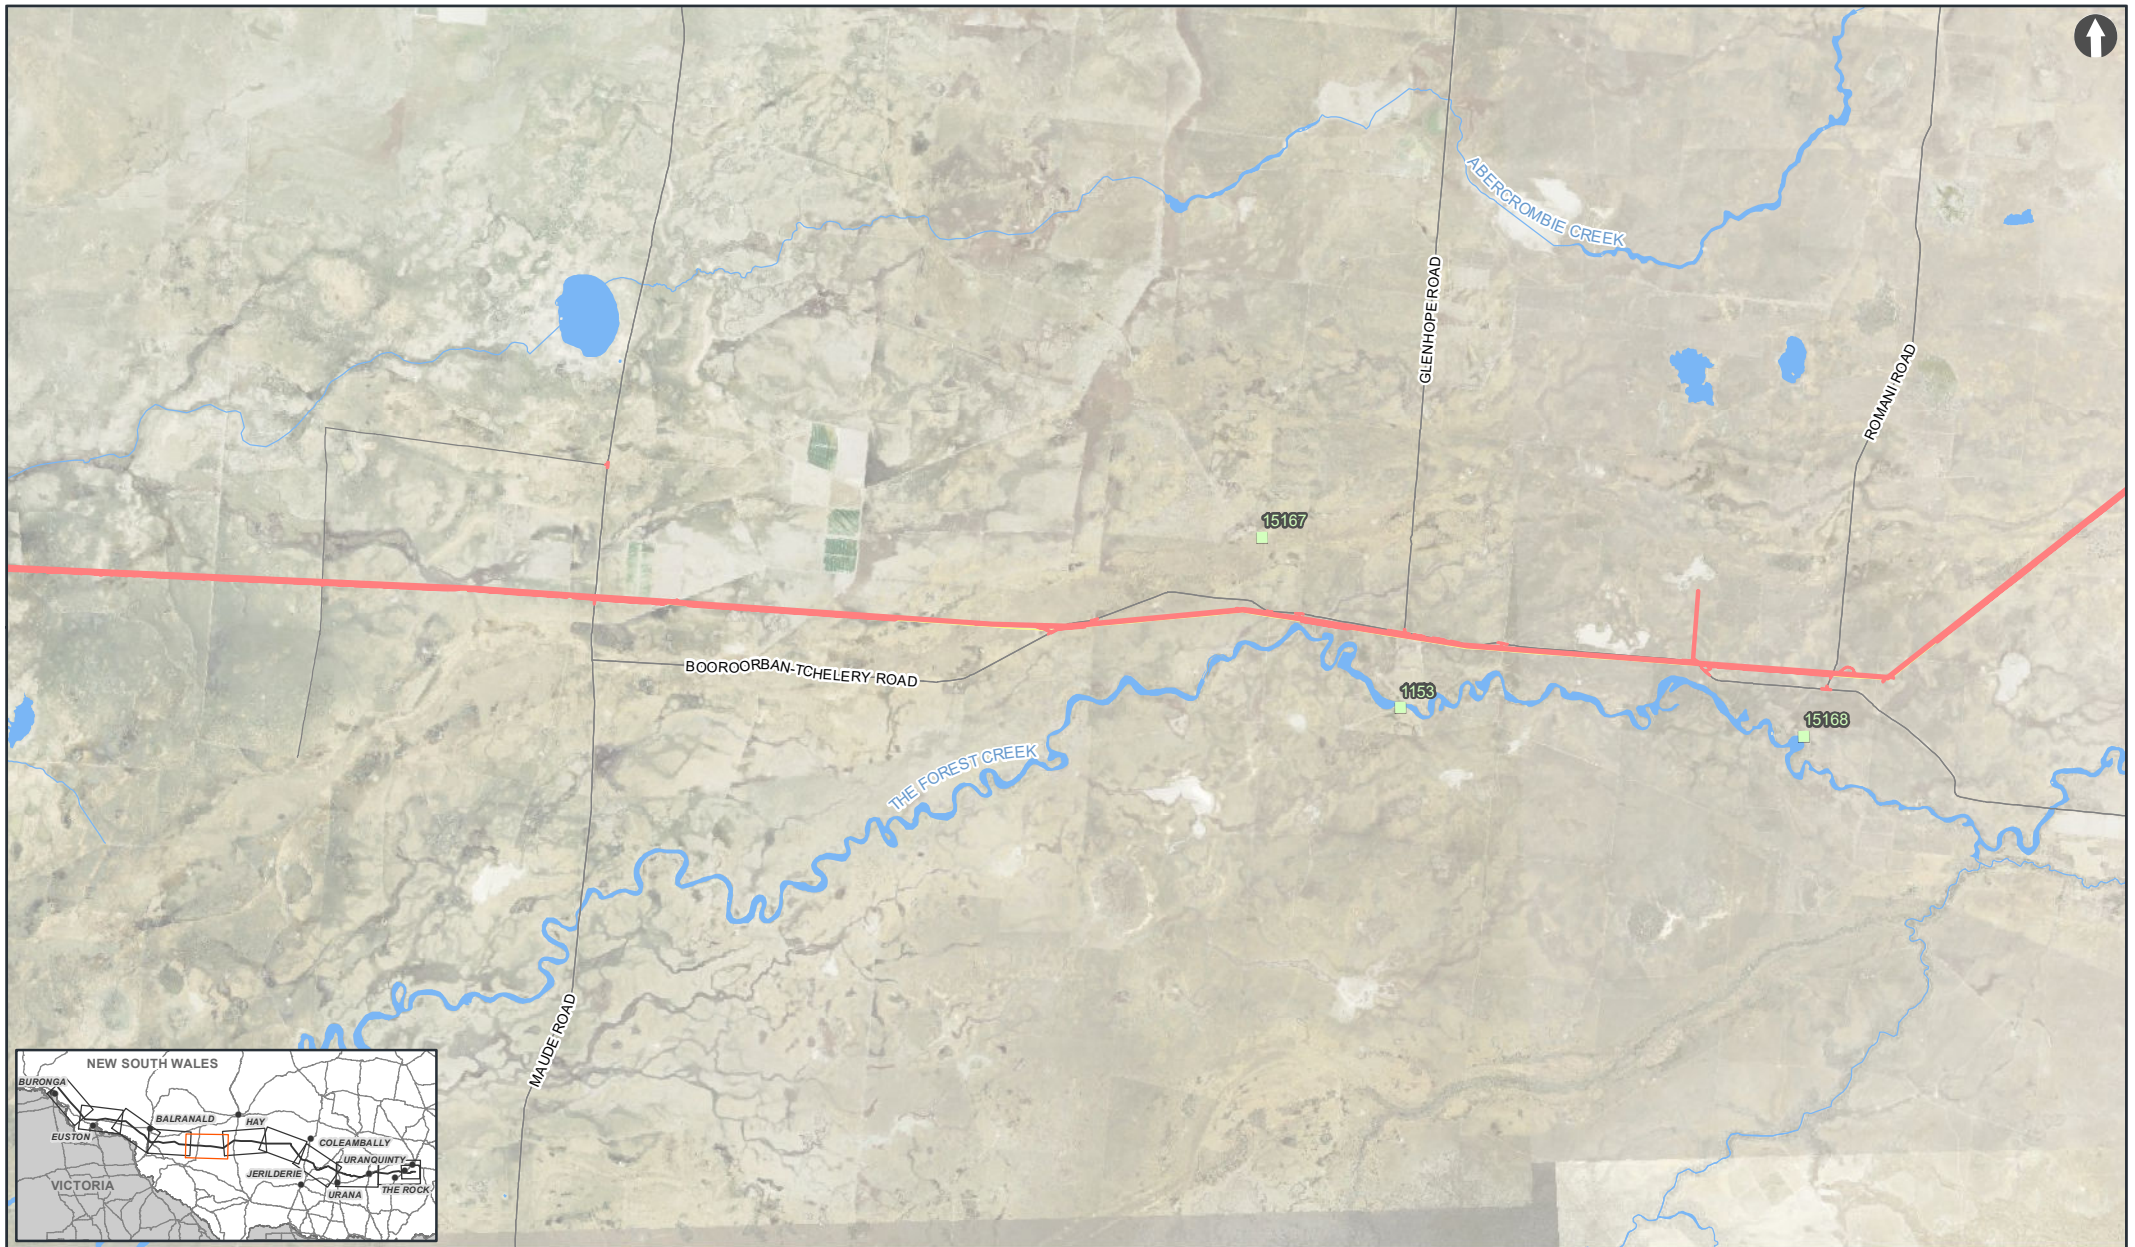 ABERCROMBIE CREEK
GLENHOPE ROAD
ROMANI ROAD
15167
BOOROORBAN-TCHELERY ROAD
1153
15168
THE FOREST CREEK
MAUDE ROAD
NEW SOUTH WALES
BURONGA
BALRANALD
HAY
EUSTON
COLEAMBALLY
URANQUINTY
JERILDERIE
VICTORIA
THE ROCK
URANA